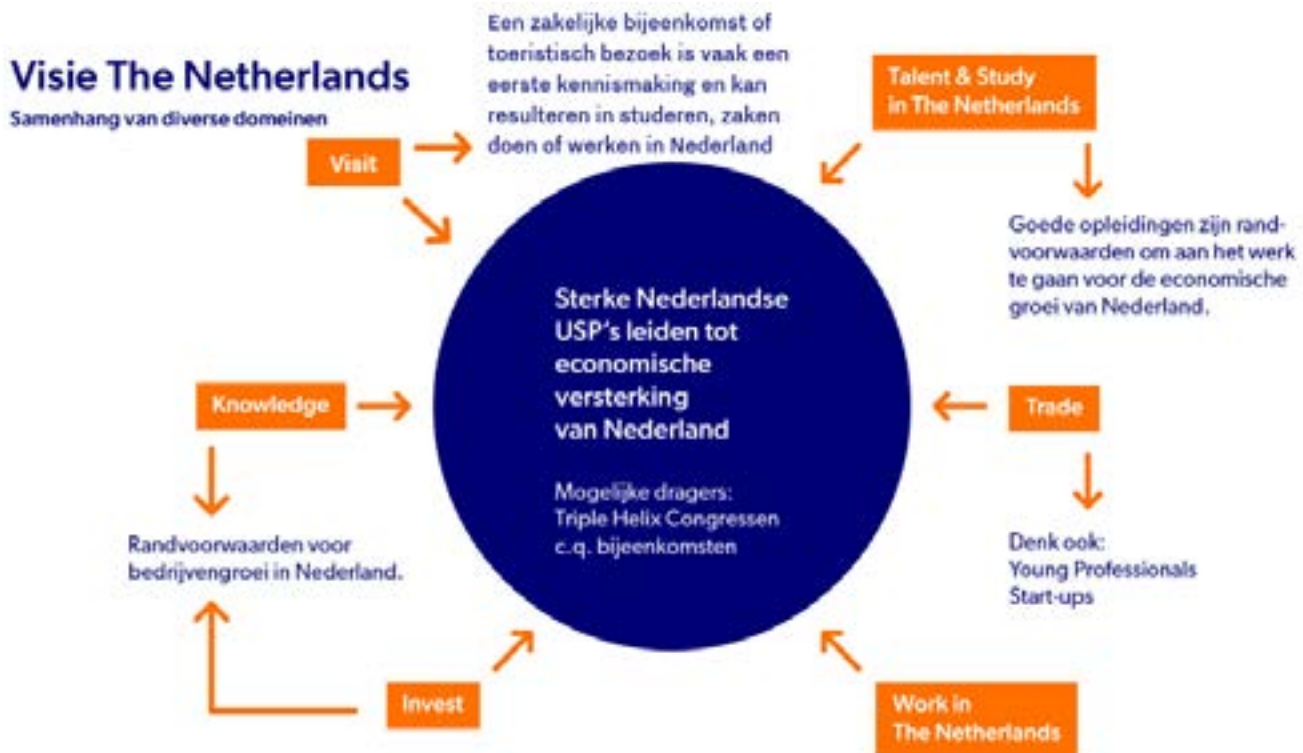 Visie The Netherlands
Samenhang van diverse domeinen
Visit
Een zakelijke bijeenkomst of
toeristisch bezoek is vaak een
eerste kennismaking en kan
resulteren in studeren, zaken
doen of werken in Nederland
Talent & Study
in The Netherlands
Goede opleidingen zijn rand-
voorwaarden om aan het werk
te gaan voor de economische
groei van Nederland.
Sterke Nederlandse
USP's leiden tot
economische
versterking
van Nederland
Mogelijke dragers:
Triple Helix Congressen
c.q. bijeenkomsten
Knowledge
Randvoorwaarden voor
bedrijvengroei in Nederland.
Trade
Denk ook:
Young Professionals
Start-ups
Invest
Work in
The Netherlands